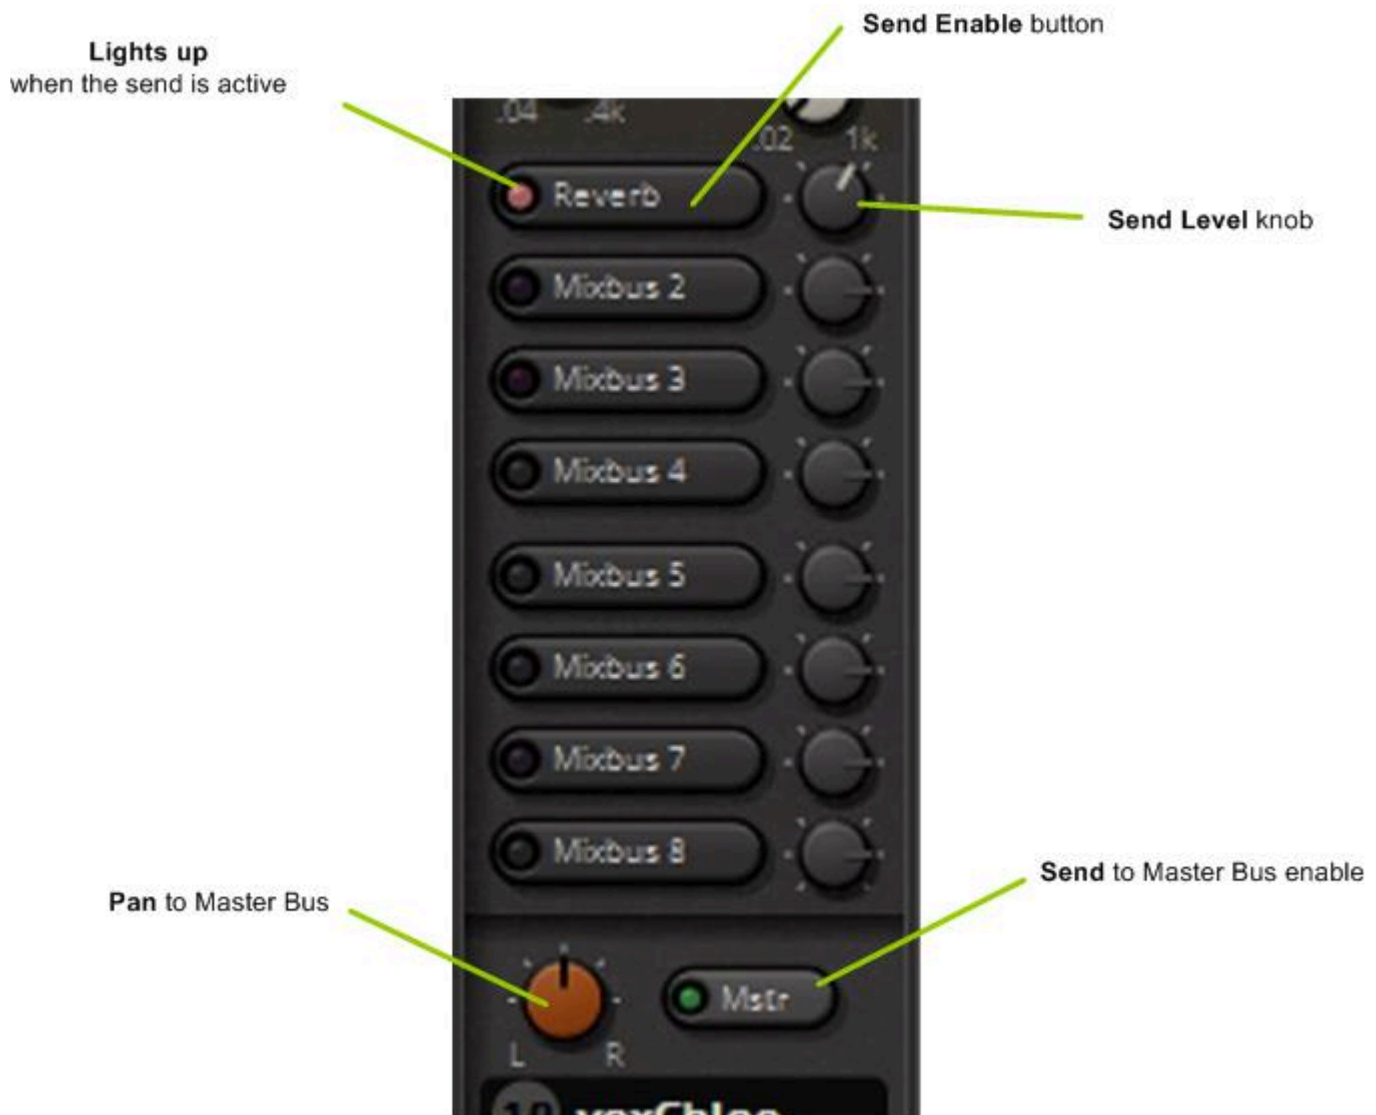 Send Enable button
Lights up
when the send is active
.04 .4k
.02 1k
Reverb
Send Level knob
Mixbus 2
Mixbus 3
Mixbus 4
Mixbus 5
Mixbus 6
Mixbus 7
Mixbus 8
Send to Master Bus enable
Pan to Master Bus
Mstr
L R
voxChloe